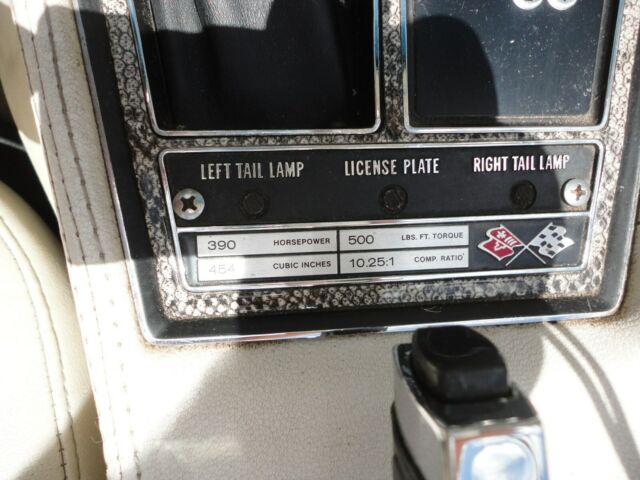 LEFT TAIL LAMP LICENSE PLATE RIGHT TAIL LAMP
390 HORSEPOWER 500 LBS. FT. TORQUE
454 CUBIC INCHES 10.25:1 COMP. RATIO